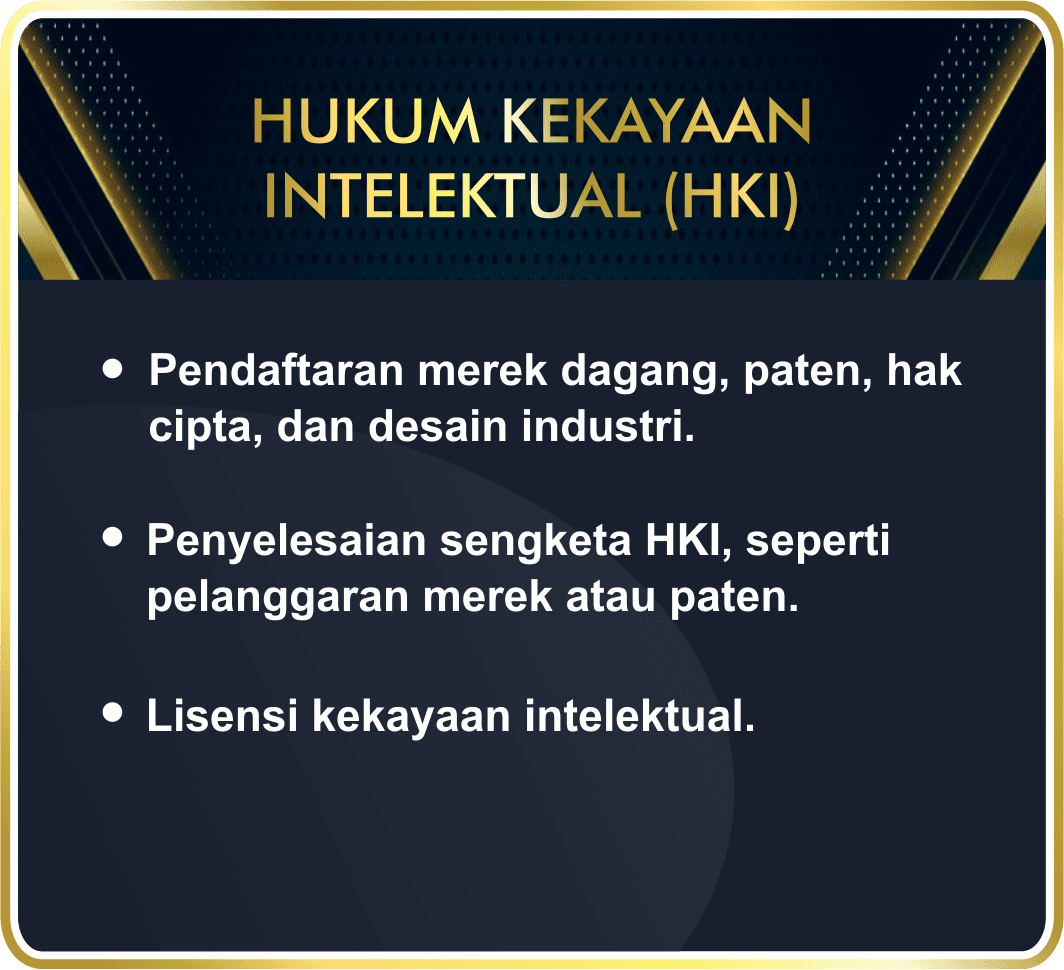 HUKUM KEKAYAAN
INTELEKTUAL (HKI)
• Pendaftaran merek dagang, paten, hak
cipta, dan desain industri.
• Penyelesaian sengketa HKI, seperti
pelanggaran merek atau paten.
• Lisensi kekayaan intelektual.